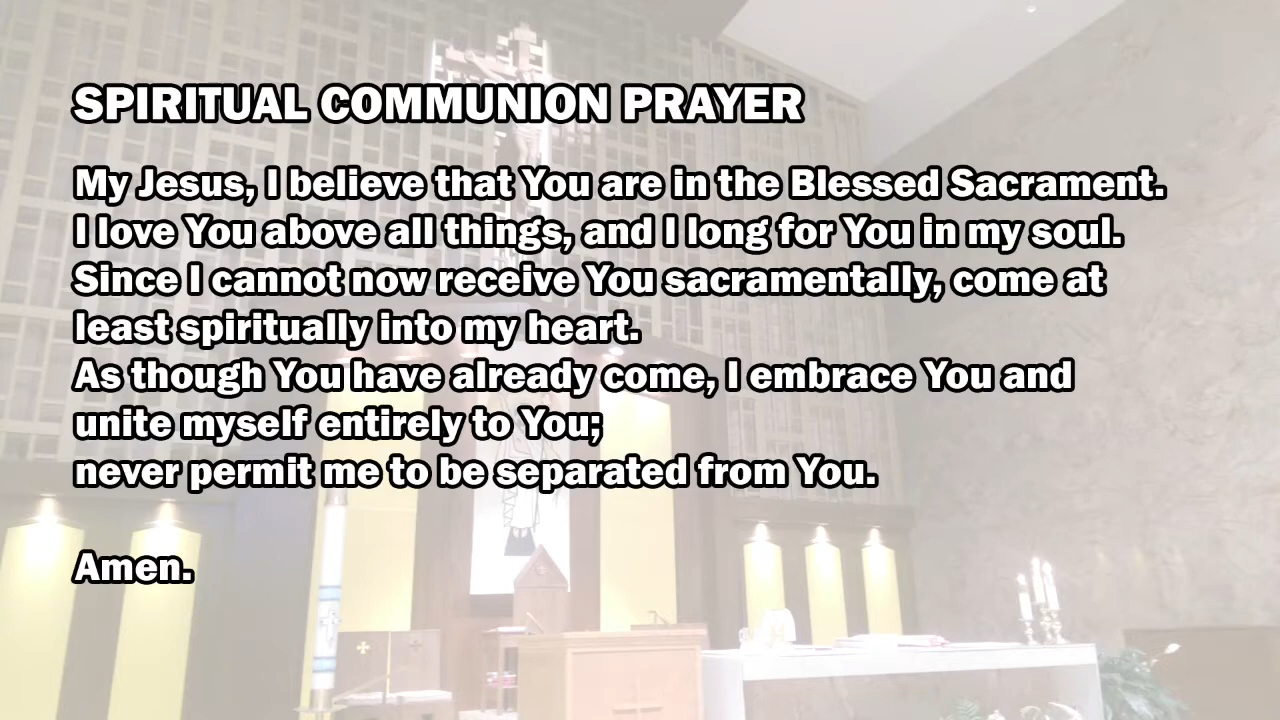 SPIRITUAL COMMUNION PRAYER
My Jesus, I believe that You are in the Blessed Sacrament.
I love You above all things, and I long for You in my soul.
Since I cannot now receive You sacramentally, come at
least spiritually into my heart.
As though You have already come, I embrace You and
unite myself entirely to You;
never permit me to be separated from You.
Amen.